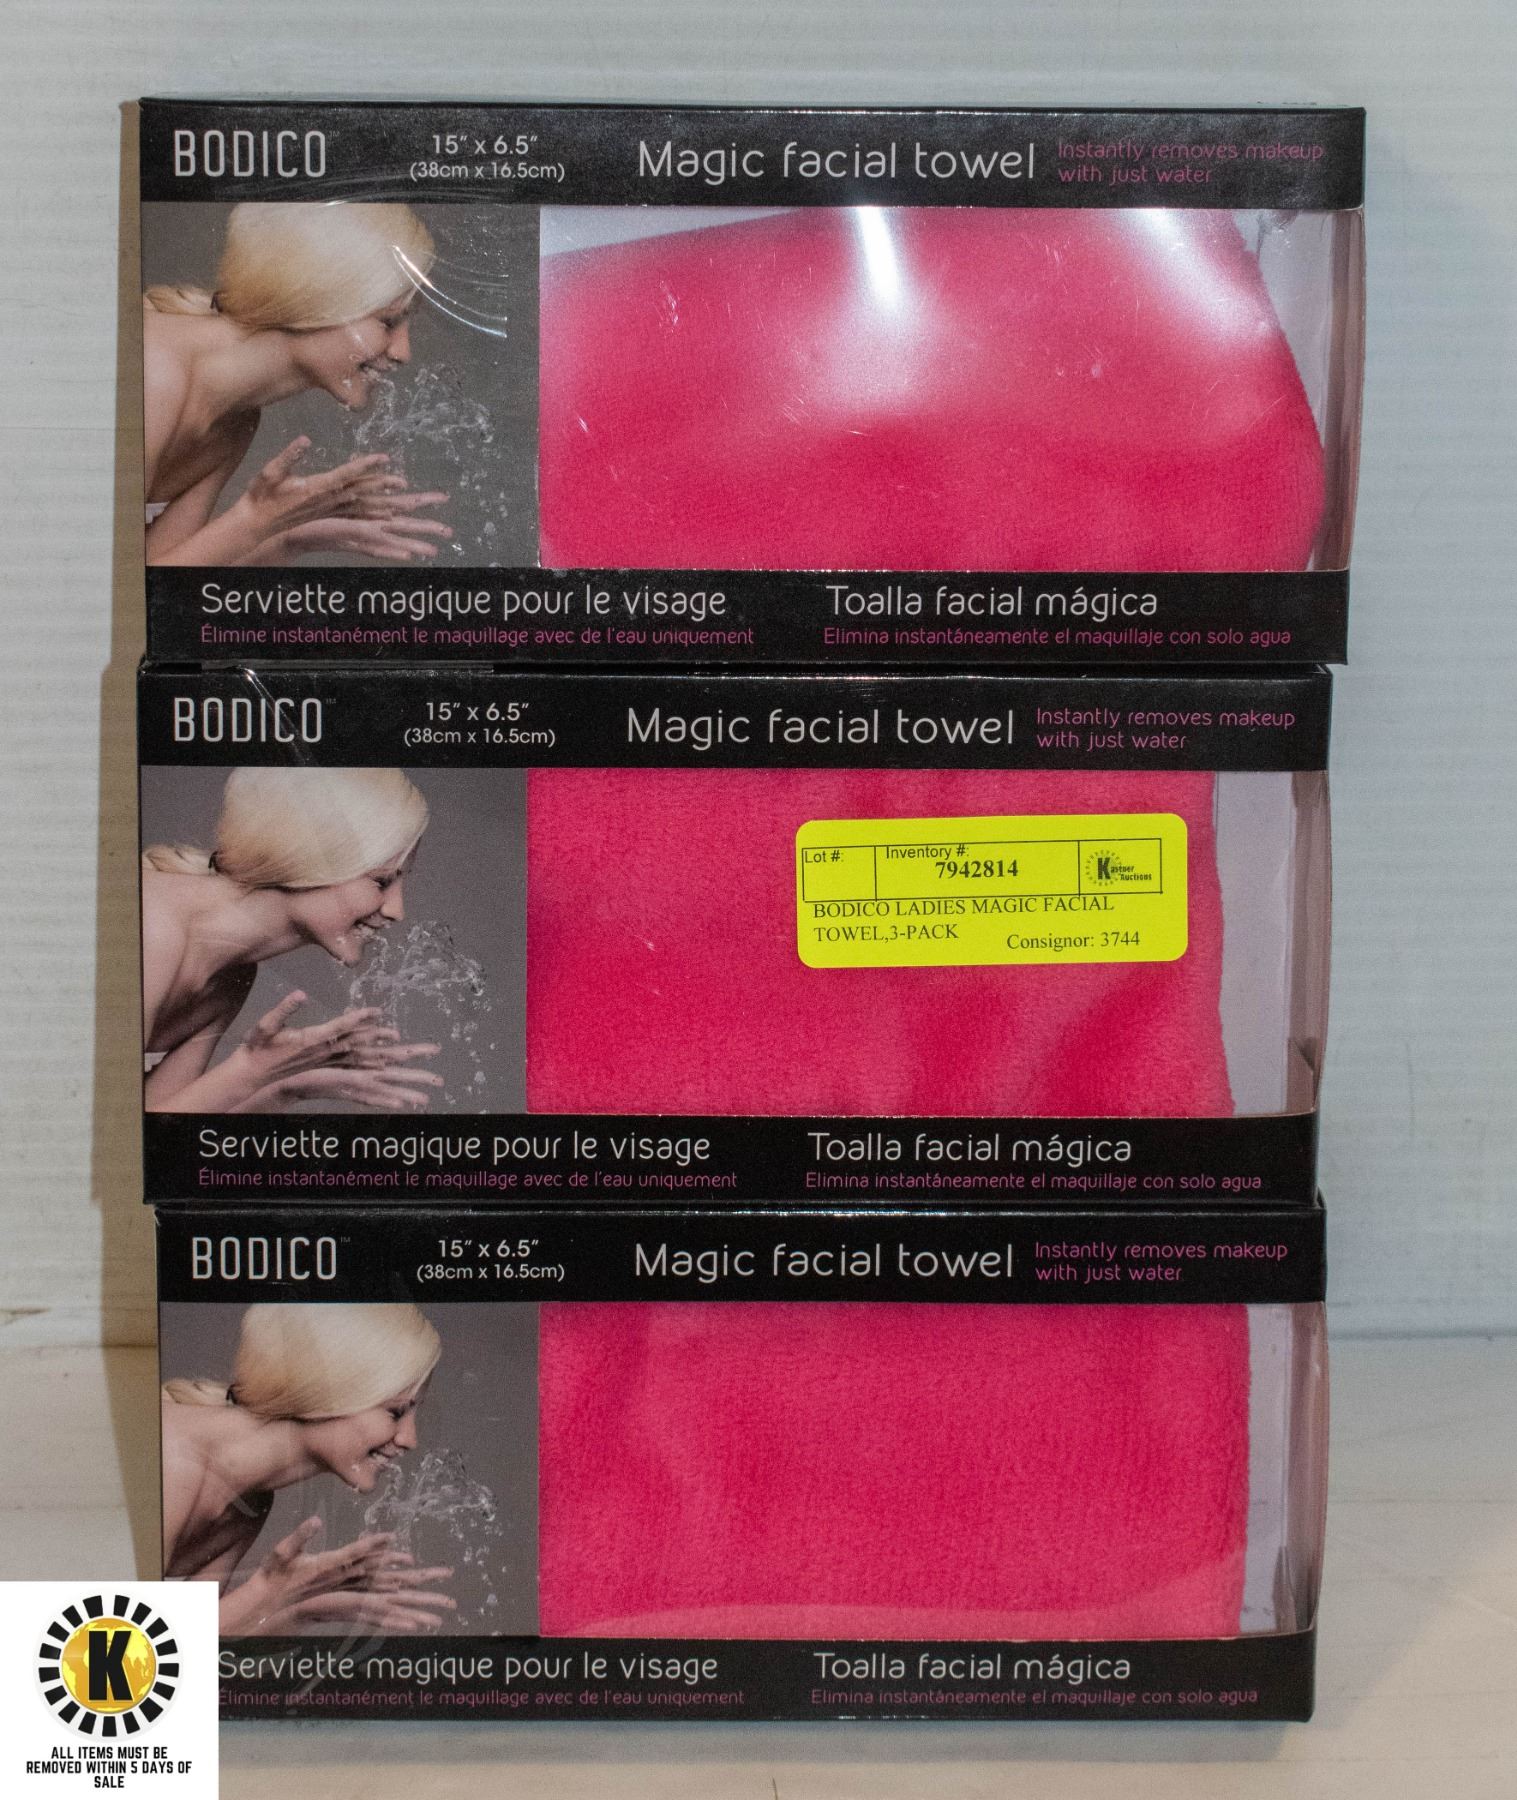 BODICO™
15" x 6.5"
(38cm x 16.5cm)
Magic facial towel
Instantly removes makeup
with just water
Serviette magique pour le visage
Élimine instantanément le maquillage avec de l'eau uniquement
Toalla facial mágica
Elimina instantáneamente el maquillaje con solo agua
BODICO™
15" x 6.5"
(38cm x 16.5cm)
Magic facial towel
Instantly removes makeup
with just water
Lot #:
Inventory #:
7942814
Kastner
Auctions
BODICO LADIES MAGIC FACIAL
TOWEL,3-PACK
Consignor: 3744
Serviette magique pour le visage
Élimine instantanément le maquillage avec de l'eau uniquement
Toalla facial mágica
Elimina instantáneamente el maquillaje con solo agua
BODICO™
15" x 6.5"
(38cm x 16.5cm)
Magic facial towel
Instantly removes makeup
with just water
Serviette magique pour le visage
Élimine instantanément le maquillage avec de l'eau uniquement
Toalla facial mágica
Elimina instantáneamente el maquillaje con solo agua
K
ALL ITEMS MUST BE
REMOVED WITHIN 5 DAYS OF
SALE